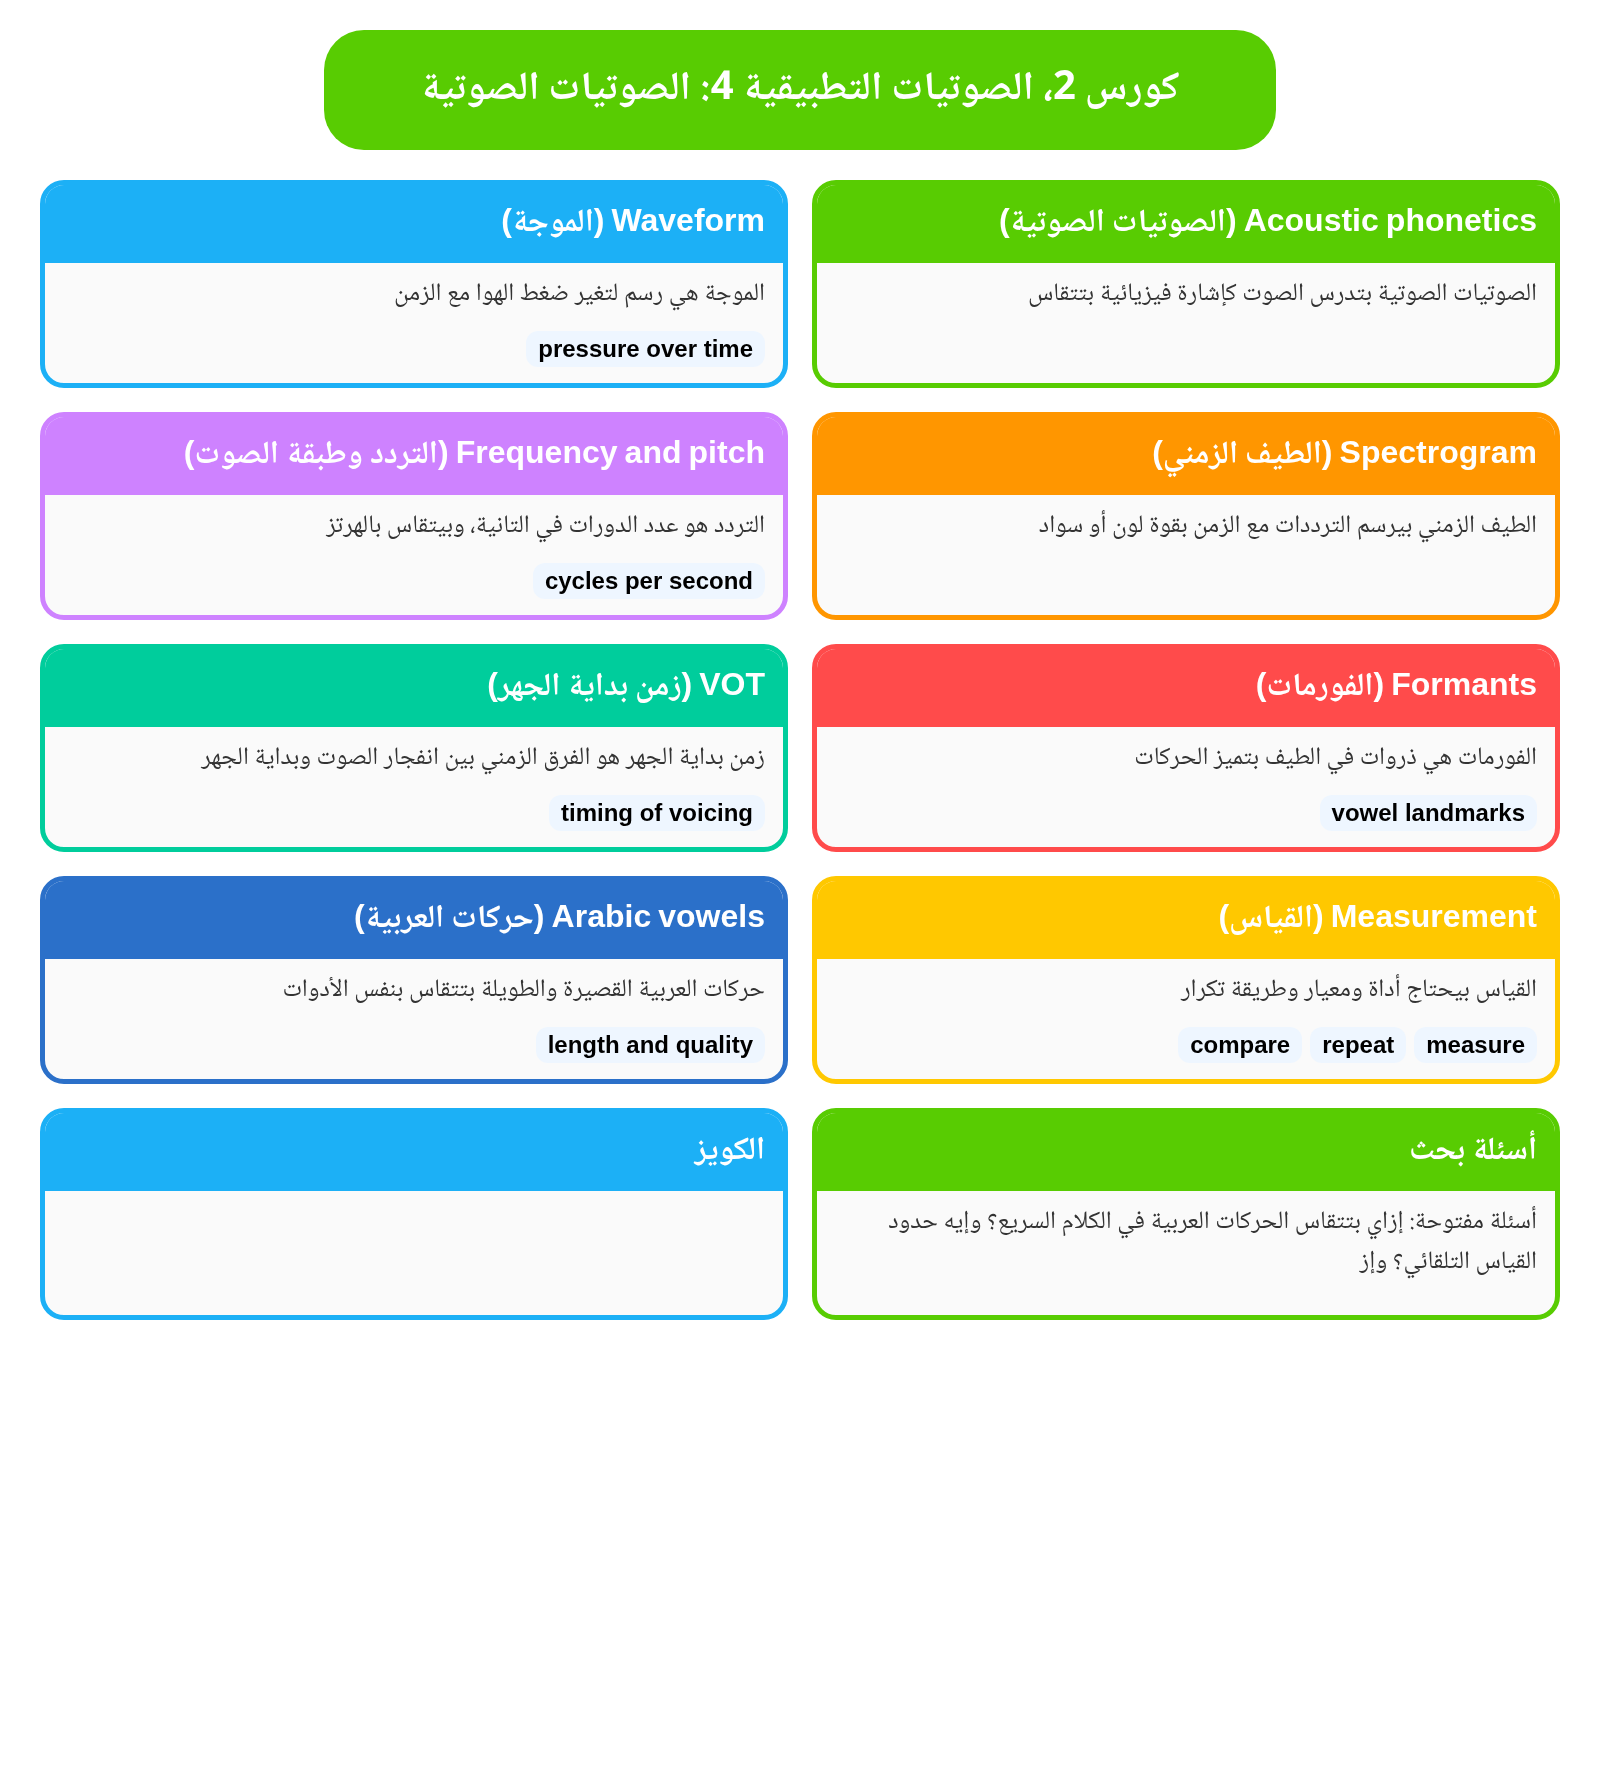 كورس 2، الصوتيات التطبيقية 4: الصوتيات الصوتية
Acoustic phonetics (الصوتيات الصوتية)
الصوتيات الصوتية بتدرس الصوت كإشارة فيزيائية بتتقاس
Waveform (الموجة)
الموجة هي رسم لتغير ضغط الهوا مع الزمن
pressure over time
Spectrogram (الطيف الزمني)
الطيف الزمني بيرسم الترددات مع الزمن بقوة لون أو سواد
Frequency and pitch (التردد وطبقة الصوت)
التردد هو عدد الدورات في التانية، وبيتقاس بالهرتز
cycles per second
Formants (الفورمات)
الفورمات هي ذروات في الطيف بتميز الحركات
vowel landmarks
VOT (زمن بداية الجهر)
زمن بداية الجهر هو الفرق الزمني بين انفجار الصوت وبداية الجهر
timing of voicing
Measurement (القياس)
القياس بيحتاج أداة ومعيار وطريقة تكرار
measure repeat compare
Arabic vowels (حركات العربية)
حركات العربية القصيرة والطويلة بتتقاس بنفس الأدوات
length and quality
أسئلة بحث
أسئلة مفتوحة: إزاي بتتقاس الحركات العربية في الكلام السريع؟ وإيه حدود
القياس التلقائي؟ وإز
الكويز